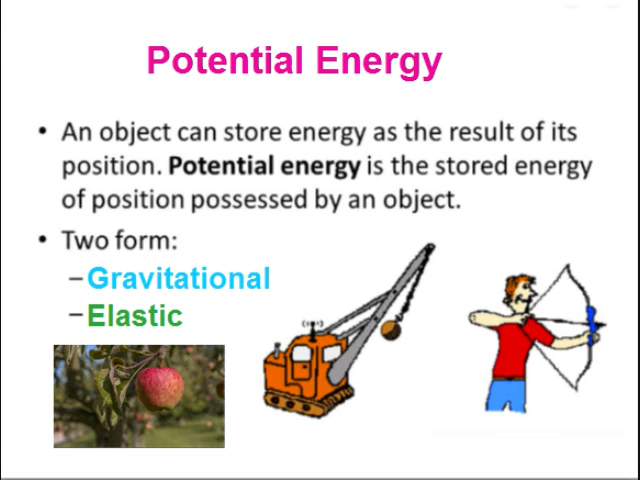 Potential Energy
• An object can store energy as the result of its
position. Potential energy is the stored energy
of position possessed by an object.
• Two form:
–Gravitational
–Elastic